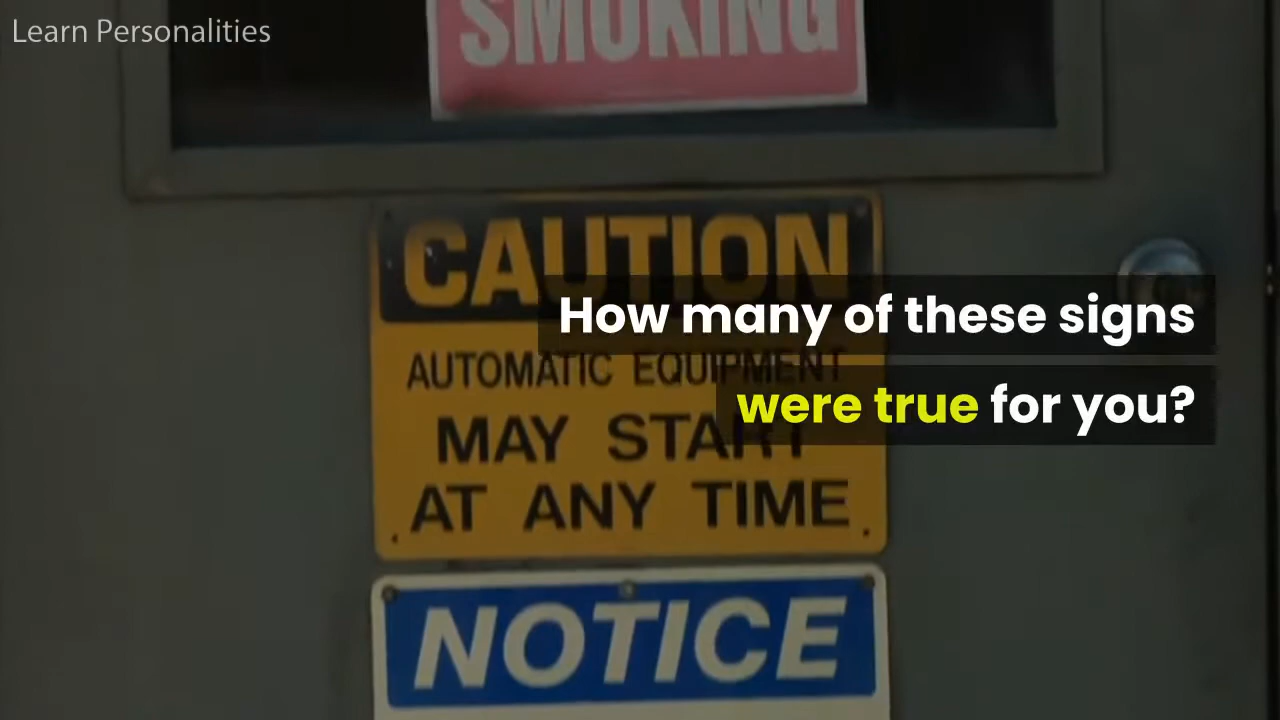 Learn Personalities
SMOKING
CAUTION
How many of these signs
AUTOMATIC EQUIPMENT
were true for you?
MAY START
AT ANY TIME
NOTICE